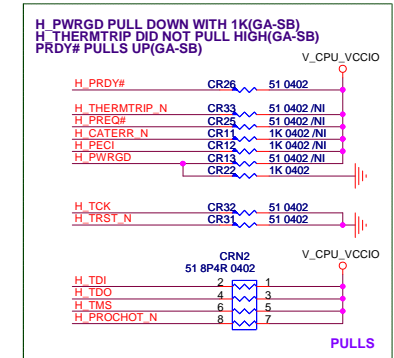 H_PWRGD PULL DOWN WITH 1K(GA-SB)
H_THERMTRIP DID NOT PULL HIGH(GA-SB)
PRDY# PULLS UP(GA-SB)
V_CPU_VCCIO
H_PRDY# CR26 51 0402
H_THERMTRIP_N CR33 51 0402 /NI
H_PREQ# CR25 51 0402
H_CATERR_N CR11 1K 0402 /NI
H_PECI CR12 1K 0402 /NI
H_PWRGD CR13 51 0402 /NI
CR22 1K 0402
H_TCK CR32 51 0402
H_TRST_N CR31 51 0402
CRN2 V_CPU_VCCIO
51 8P4R 0402
H_TDI 2 1
H_TDO 4 3
H_TMS 6 5
H_PROCHOT_N 8 7
PULLS